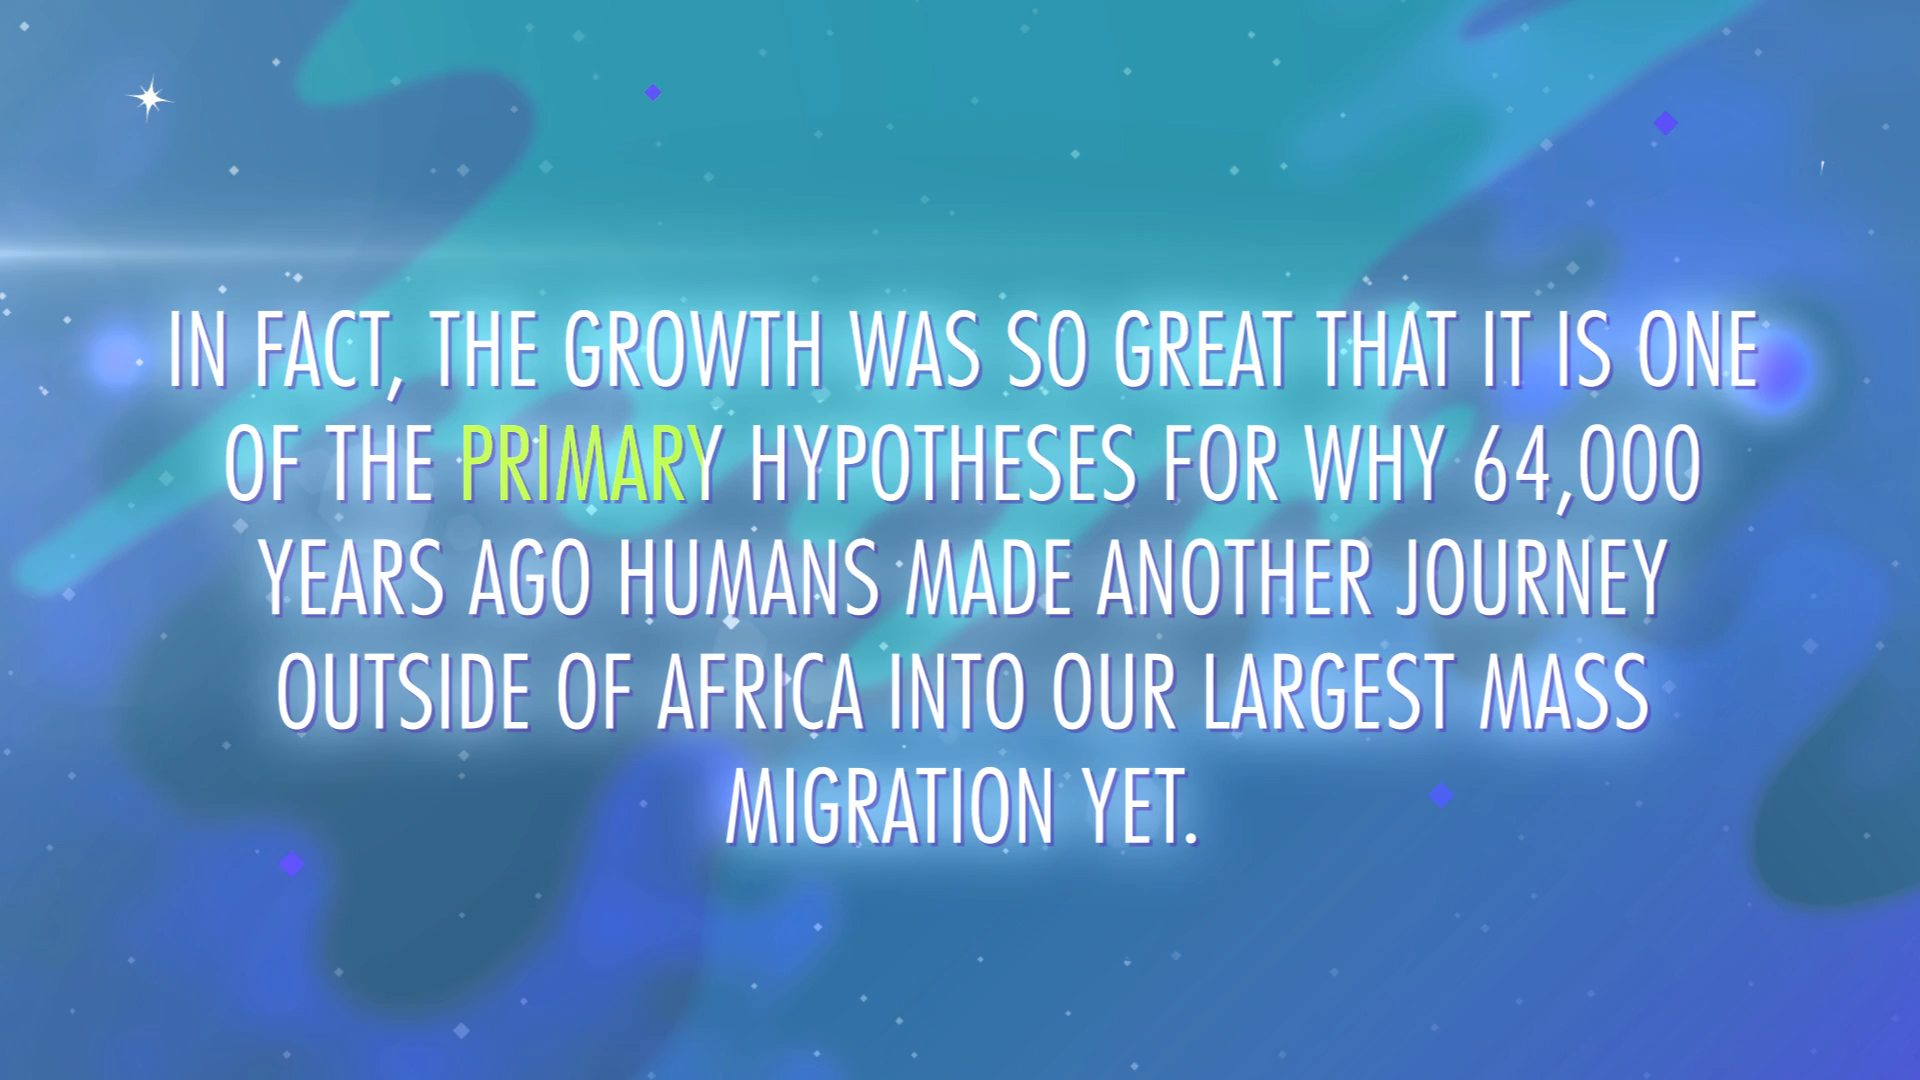 IN FACT, THE GROWTH WAS SO GREAT THAT IT IS ONE
OF THE PRIMARY HYPOTHESES FOR WHY 64,000
YEARS AGO HUMANS MADE ANOTHER JOURNEY
OUTSIDE OF AFRICA INTO OUR LARGEST MASS
MIGRATION YET.